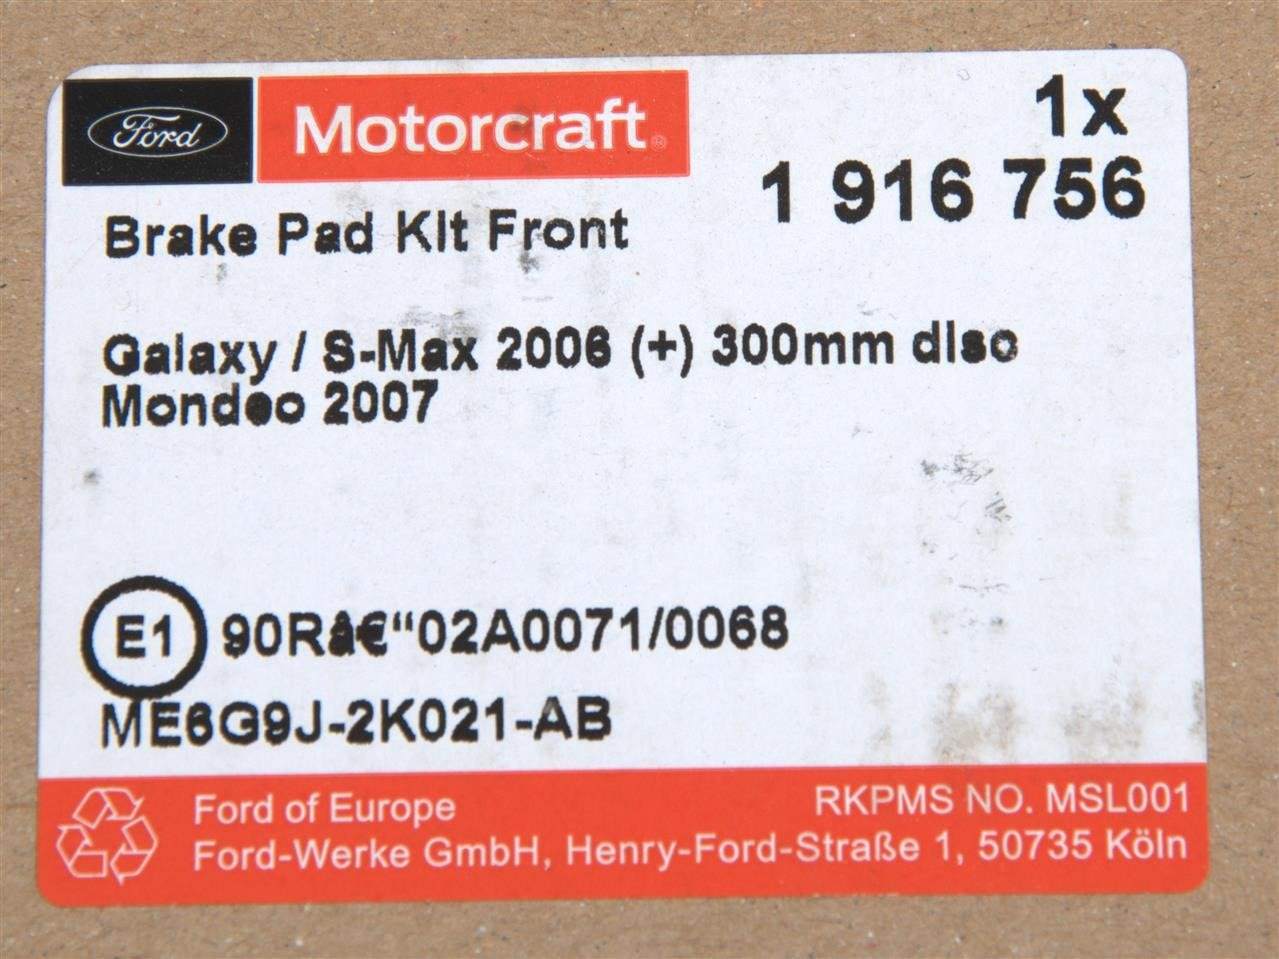 Ford
Motorcraft®
1x
1 916 756
Brake Pad Kit Front
Galaxy / S-Max 2006 (+) 300mm disc
Mondeo 2007
E1 90Râ€“02A0071/0068
ME6G9J-2K021-AB
Ford of Europe
RKPMS NO. MSL001
Ford-Werke GmbH, Henry-Ford-Straße 1, 50735 Köln